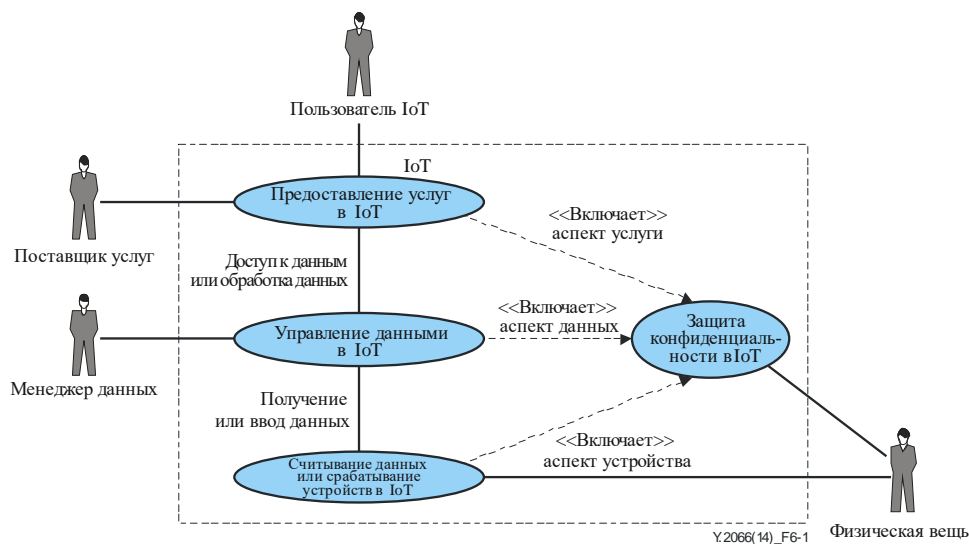 Пользователь IoT
IoT
Предоставление услуг
в IoT
<<Включает>>
аспект услуги
Поставщик услуг
Доступ к данным
или обработка данных
<<Включает>>
аспект данных
Управление данными
в IoT
Защита
конфиденциаль-
ности в IoT
Менеджер данных
Получение
или ввод данных
<<Включает>>
аспект устройства
Считывание данных
или срабатывание
устройств в IoT
Физическая вещь
Y.2066(14)_F6-1